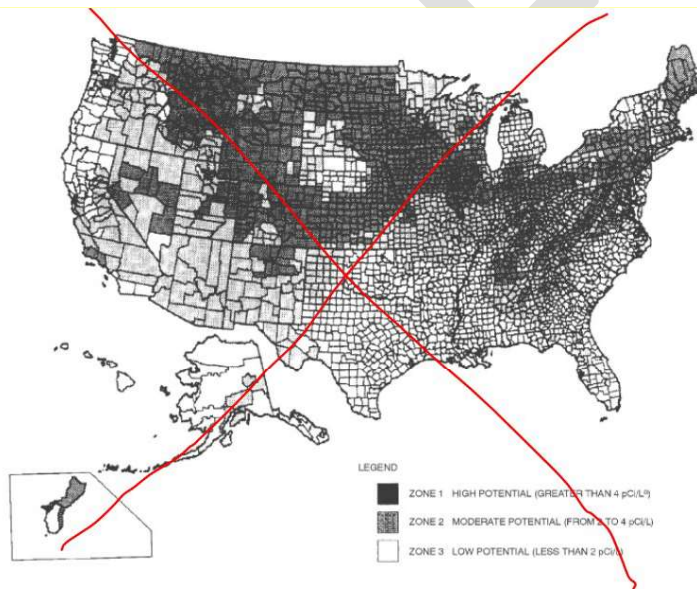 LEGEND
ZONE 1 HIGH POTENTIAL (GREATER THAN 4 pCi/L)
ZONE 2 MODERATE POTENTIAL (FROM 2 TO 4 pCi/L)
ZONE 3 LOW POTENTIAL (LESS THAN 2 pCi/L)